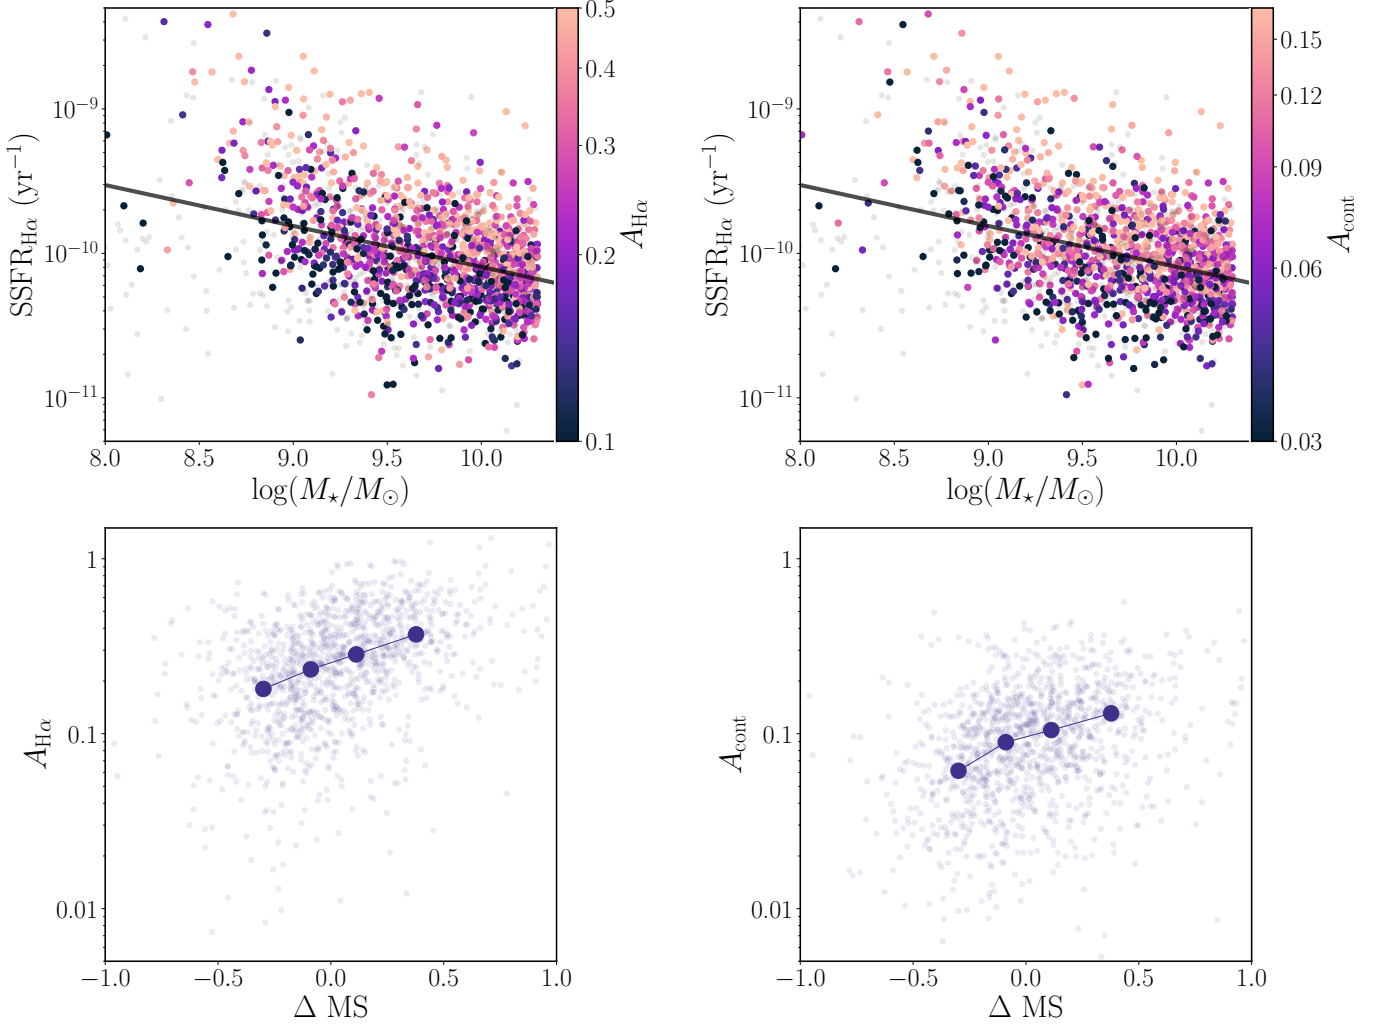 10⁻⁹
10⁻¹⁰
10⁻¹¹
SSFR_Hα (yr⁻¹)
8.0 8.5 9.0 9.5 10.0
log(M⋆/M⊙)
0.5
0.4
0.3
0.2
0.1
A_Hα
10⁻⁹
10⁻¹⁰
10⁻¹¹
SSFR_Hα (yr⁻¹)
8.0 8.5 9.0 9.5 10.0
log(M⋆/M⊙)
0.15
0.12
0.09
0.06
0.03
A_cont
1
0.1
0.01
A_Hα
−1.0 −0.5 0.0 0.5 1.0
Δ MS
1
0.1
0.01
A_cont
−1.0 −0.5 0.0 0.5 1.0
Δ MS